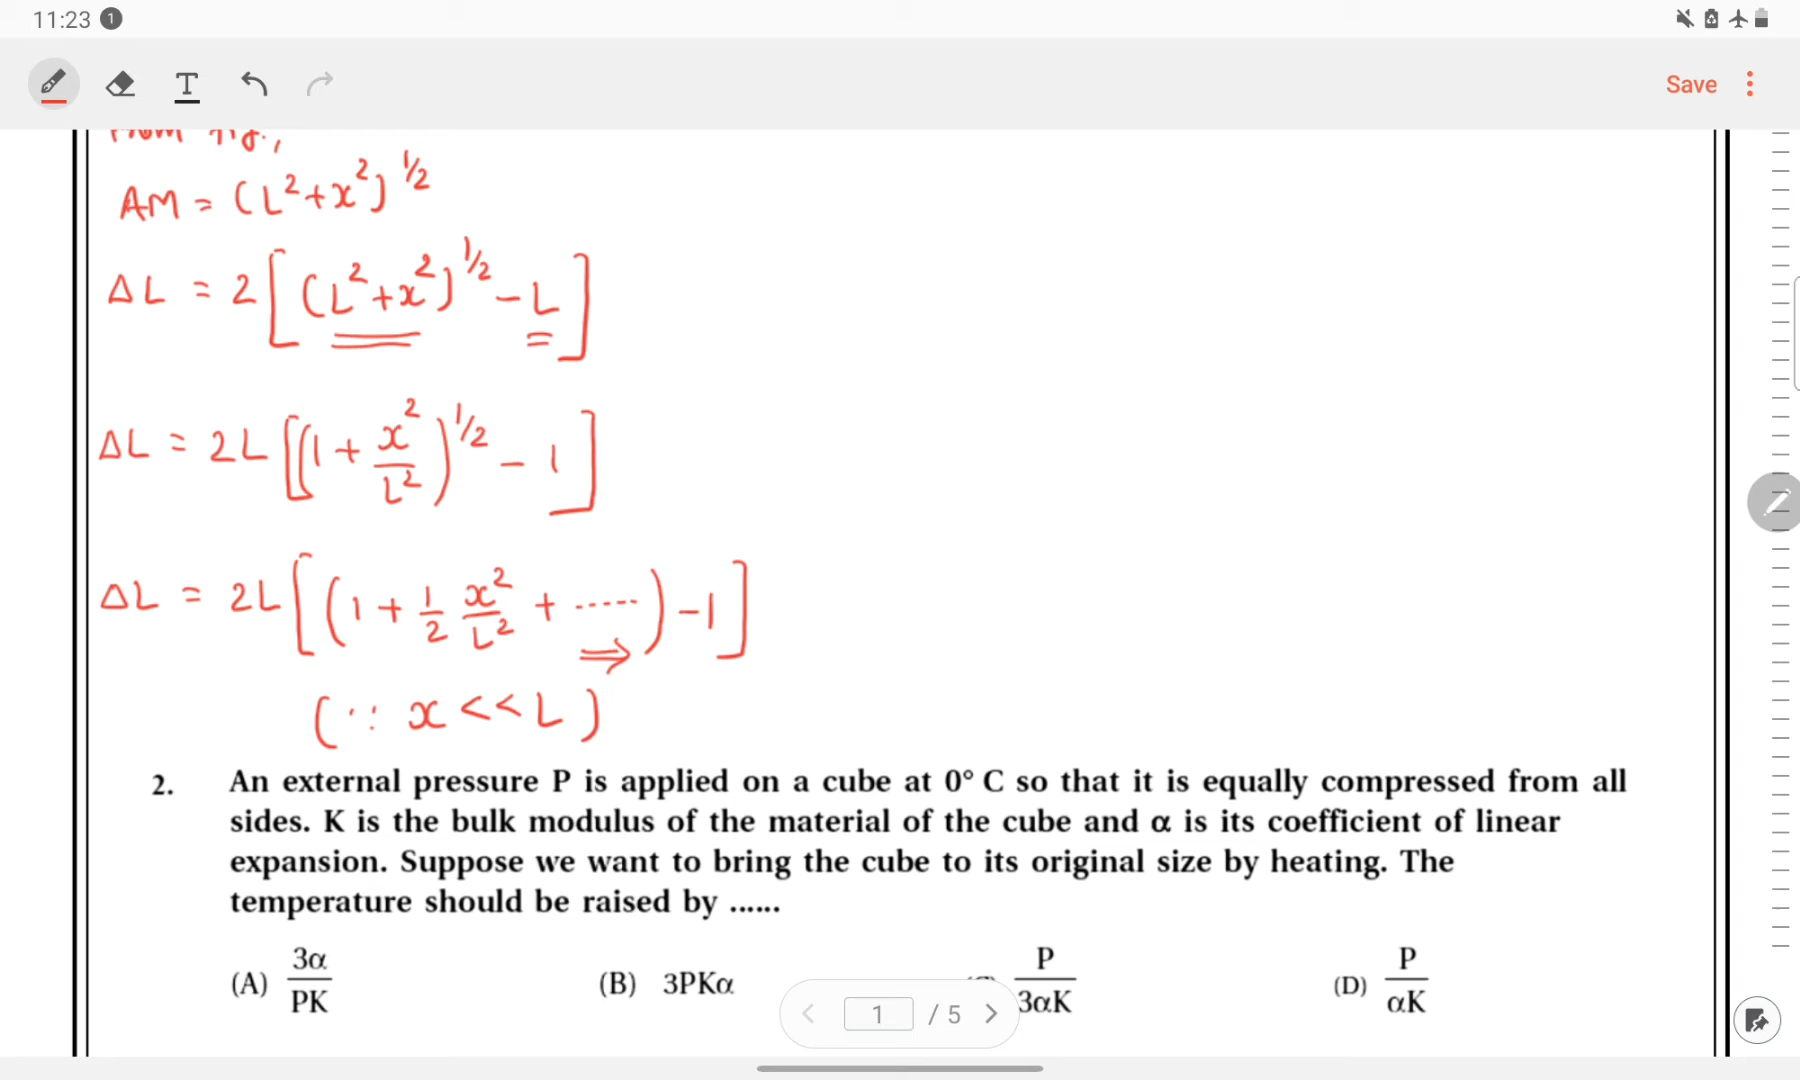 11:23 1
T Save
From fig.,
AM = (L²+x²)^½
ΔL = 2[(L²+x²)^½ - L]
ΔL = 2L[(1 + x²/L²)^½ - 1]
ΔL = 2L[(1 + 1/2 x²/L² + ......) - 1]
(∵ x << L)
2. An external pressure P is applied on a cube at 0° C so that it is equally compressed from all
sides. K is the bulk modulus of the material of the cube and α is its coefficient of linear
expansion. Suppose we want to bring the cube to its original size by heating. The
temperature should be raised by ......
(A) 3α/PK (B) 3PKα P/3αK (D) P/αK
1 / 5